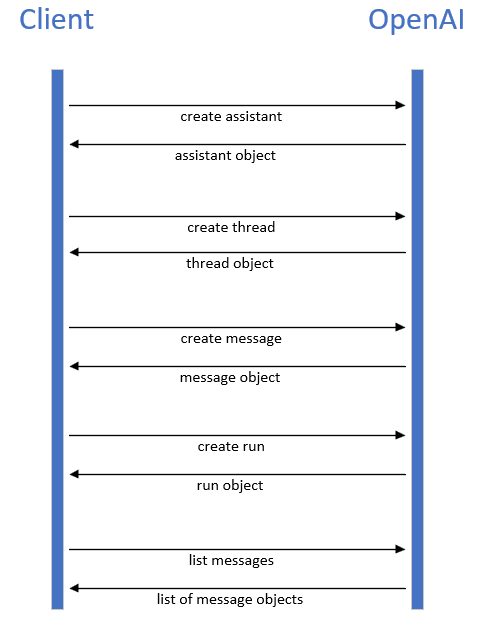 Client
OpenAI
create assistant
assistant object
create thread
thread object
create message
message object
create run
run object
list messages
list of message objects